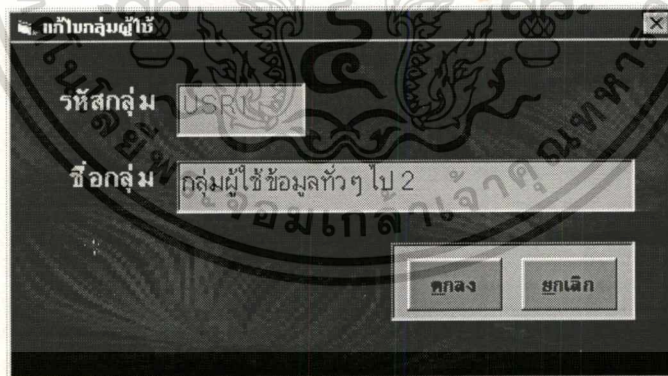 แก้ไขกลุ่มผู้ใช้
รหัสกลุ่ม USR1
ชื่อกลุ่ม กลุ่มผู้ใช้ข้อมูลทั่วๆ ไป 2
ตกลง ยกเลิก